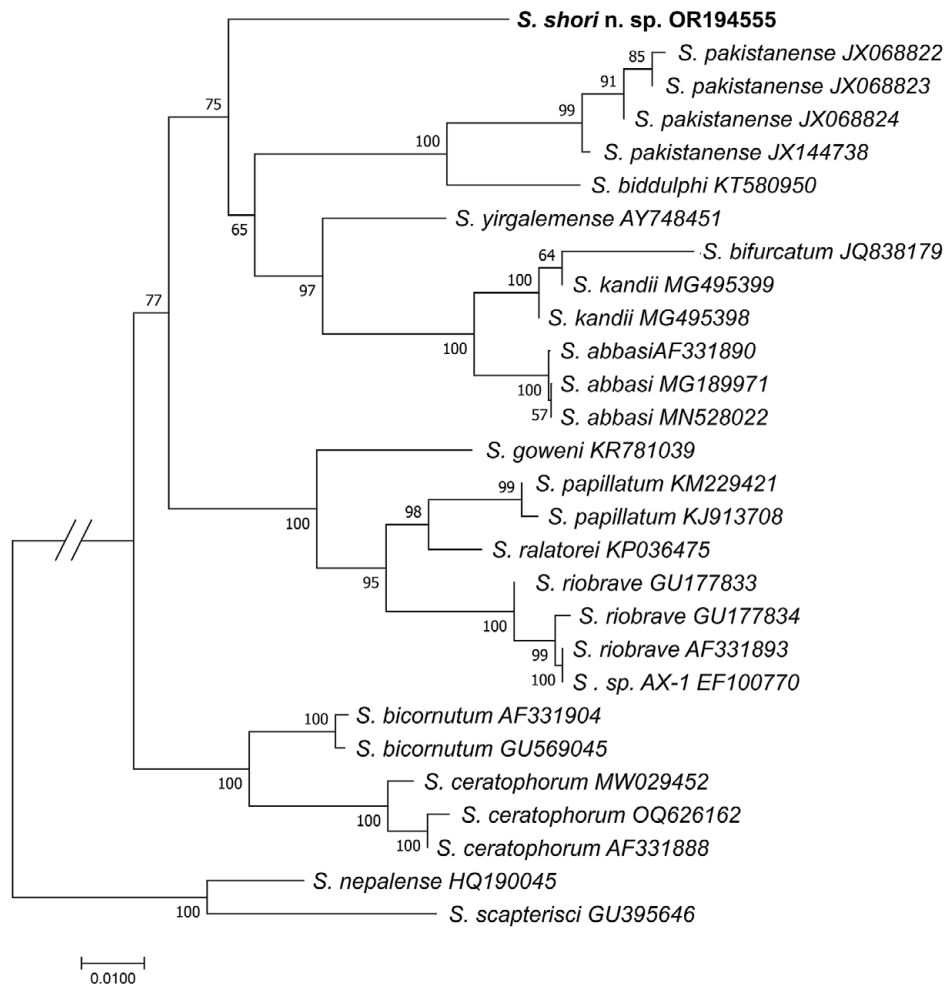 S. shori n. sp. OR194555
S. pakistanense JX068822
85
S. pakistanense JX068823
91
75
99
S. pakistanense JX068824
100
S. pakistanense JX144738
S. biddulphi KT580950
65
S. yirgalemense AY748451
64
S. bifurcatum JQ838179
100
S. kandii MG495399
97
77
S. kandii MG495398
100
S. abbasiAF331890
100
S. abbasi MG189971
57
S. abbasi MN528022
S. goweni KR781039
99
S. papillatum KM229421
98
S. papillatum KJ913708
100
S. ralatorei KP036475
95
S. riobrave GU177833
100
S. riobrave GU177834
99
S. riobrave AF331893
100
S . sp. AX-1 EF100770
100
S. bicornutum AF331904
S. bicornutum GU569045
100
S. ceratophorum MW029452
100
S. ceratophorum OQ626162
100
S. ceratophorum AF331888
S. nepalense HQ190045
100
S. scapterisci GU395646
0.0100